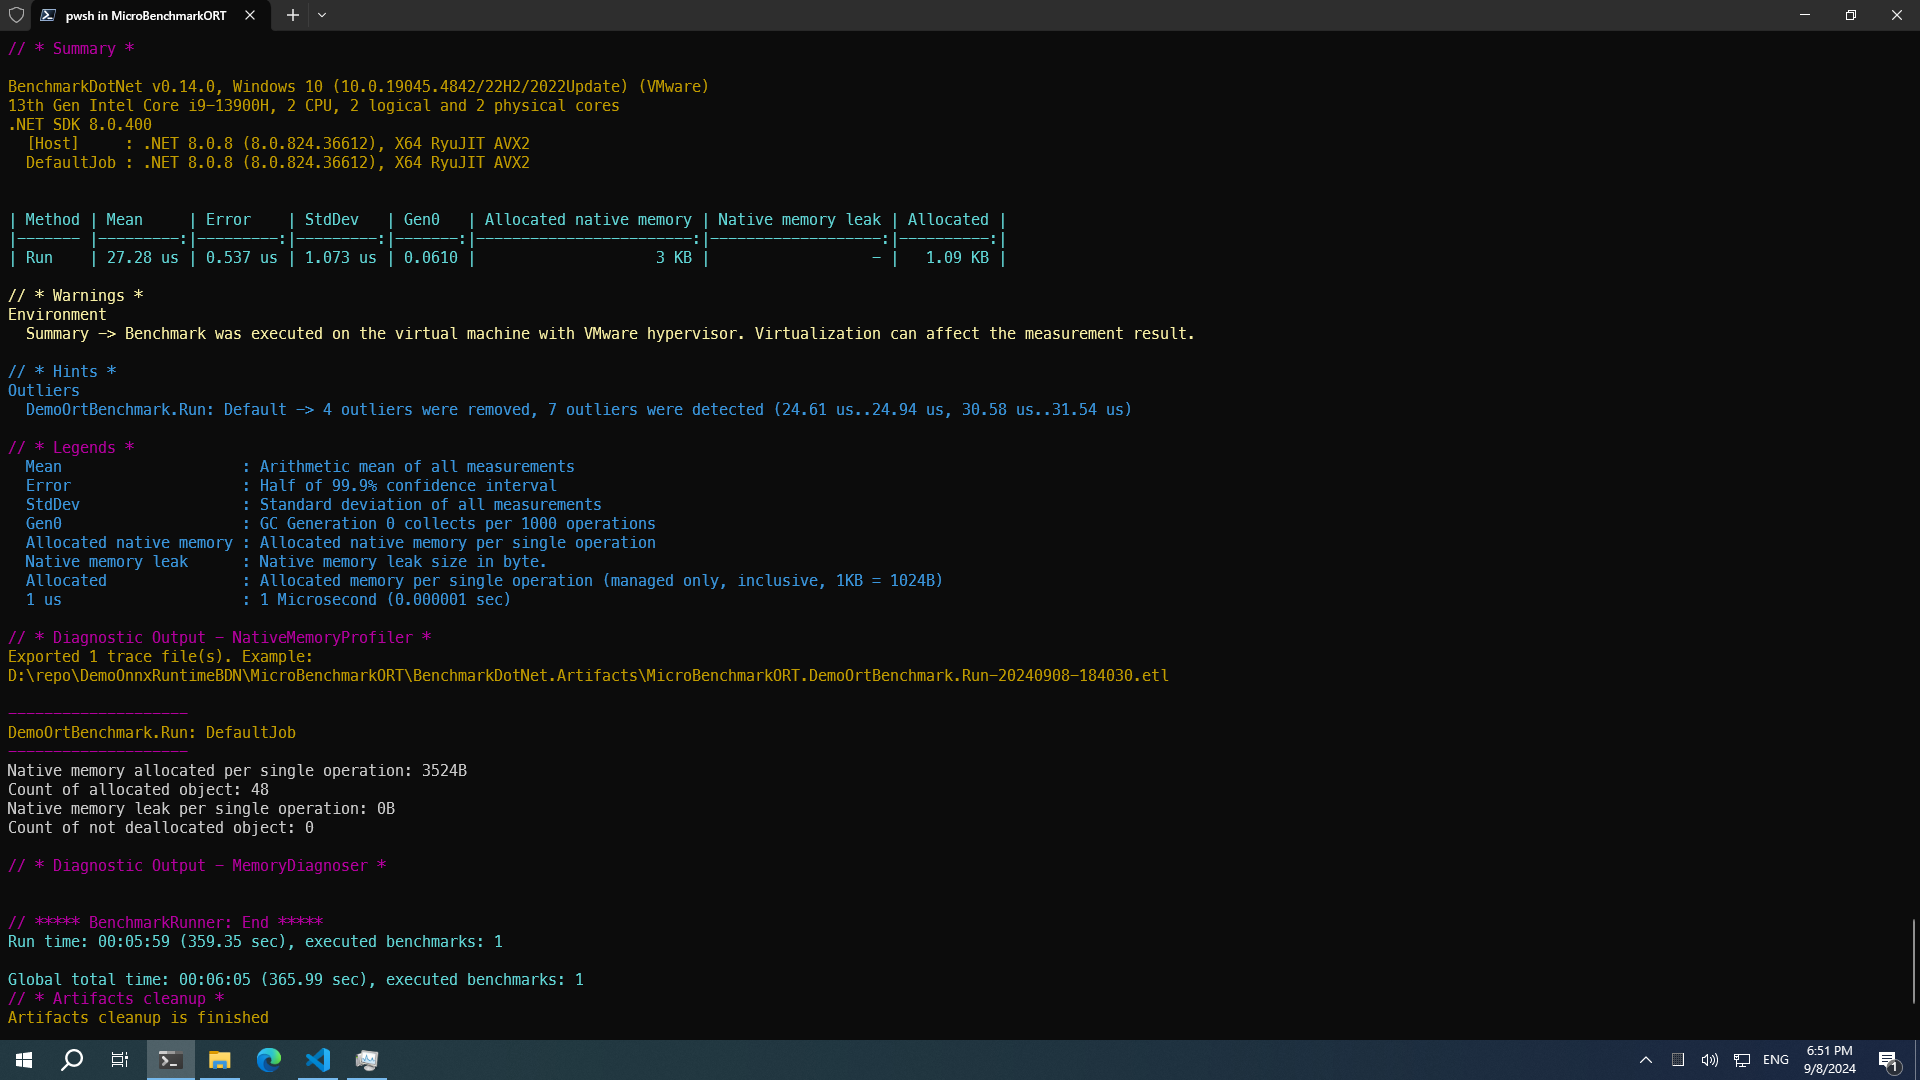 pwsh in MicroBenchmarkORT
// * Summary *
BenchmarkDotNet v0.14.0, Windows 10 (10.0.19045.4842/22H2/2022Update) (VMware)
13th Gen Intel Core i9-13900H, 2 CPU, 2 logical and 2 physical cores
.NET SDK 8.0.400
  [Host]     : .NET 8.0.8 (8.0.824.36612), X64 RyuJIT AVX2
  DefaultJob : .NET 8.0.8 (8.0.824.36612), X64 RyuJIT AVX2
| Method | Mean     | Error    | StdDev   | Gen0   | Allocated native memory | Native memory leak | Allocated |
|------- |---------:|---------:|---------:|-------:|------------------------:|-------------------:|----------:|
| Run    | 27.28 us | 0.537 us | 1.073 us | 0.0610 |                    3 KB |                  - |   1.09 KB |
// * Warnings *
Environment
  Summary -> Benchmark was executed on the virtual machine with VMware hypervisor. Virtualization can affect the measurement result.
// * Hints *
Outliers
  DemoOrtBenchmark.Run: Default -> 4 outliers were removed, 7 outliers were detected (24.61 us..24.94 us, 30.58 us..31.54 us)
// * Legends *
  Mean                    : Arithmetic mean of all measurements
  Error                   : Half of 99.9% confidence interval
  StdDev                  : Standard deviation of all measurements
  Gen0                    : GC Generation 0 collects per 1000 operations
  Allocated native memory : Allocated native memory per single operation
  Native memory leak      : Native memory leak size in byte.
  Allocated               : Allocated memory per single operation (managed only, inclusive, 1KB = 1024B)
  1 us                    : 1 Microsecond (0.000001 sec)
// * Diagnostic Output - NativeMemoryProfiler *
Exported 1 trace file(s). Example:
D:\repo\DemoOnnxRuntimeBDN\MicroBenchmarkORT\BenchmarkDotNet.Artifacts\MicroBenchmarkORT.DemoOrtBenchmark.Run-20240908-184030.etl
--------------------
DemoOrtBenchmark.Run: DefaultJob
--------------------
Native memory allocated per single operation: 3524B
Count of allocated object: 48
Native memory leak per single operation: 0B
Count of not deallocated object: 0
// * Diagnostic Output - MemoryDiagnoser *
// ***** BenchmarkRunner: End *****
Run time: 00:05:59 (359.35 sec), executed benchmarks: 1
Global total time: 00:06:05 (365.99 sec), executed benchmarks: 1
// * Artifacts cleanup *
Artifacts cleanup is finished
ENG
6:51 PM
9/8/2024
1